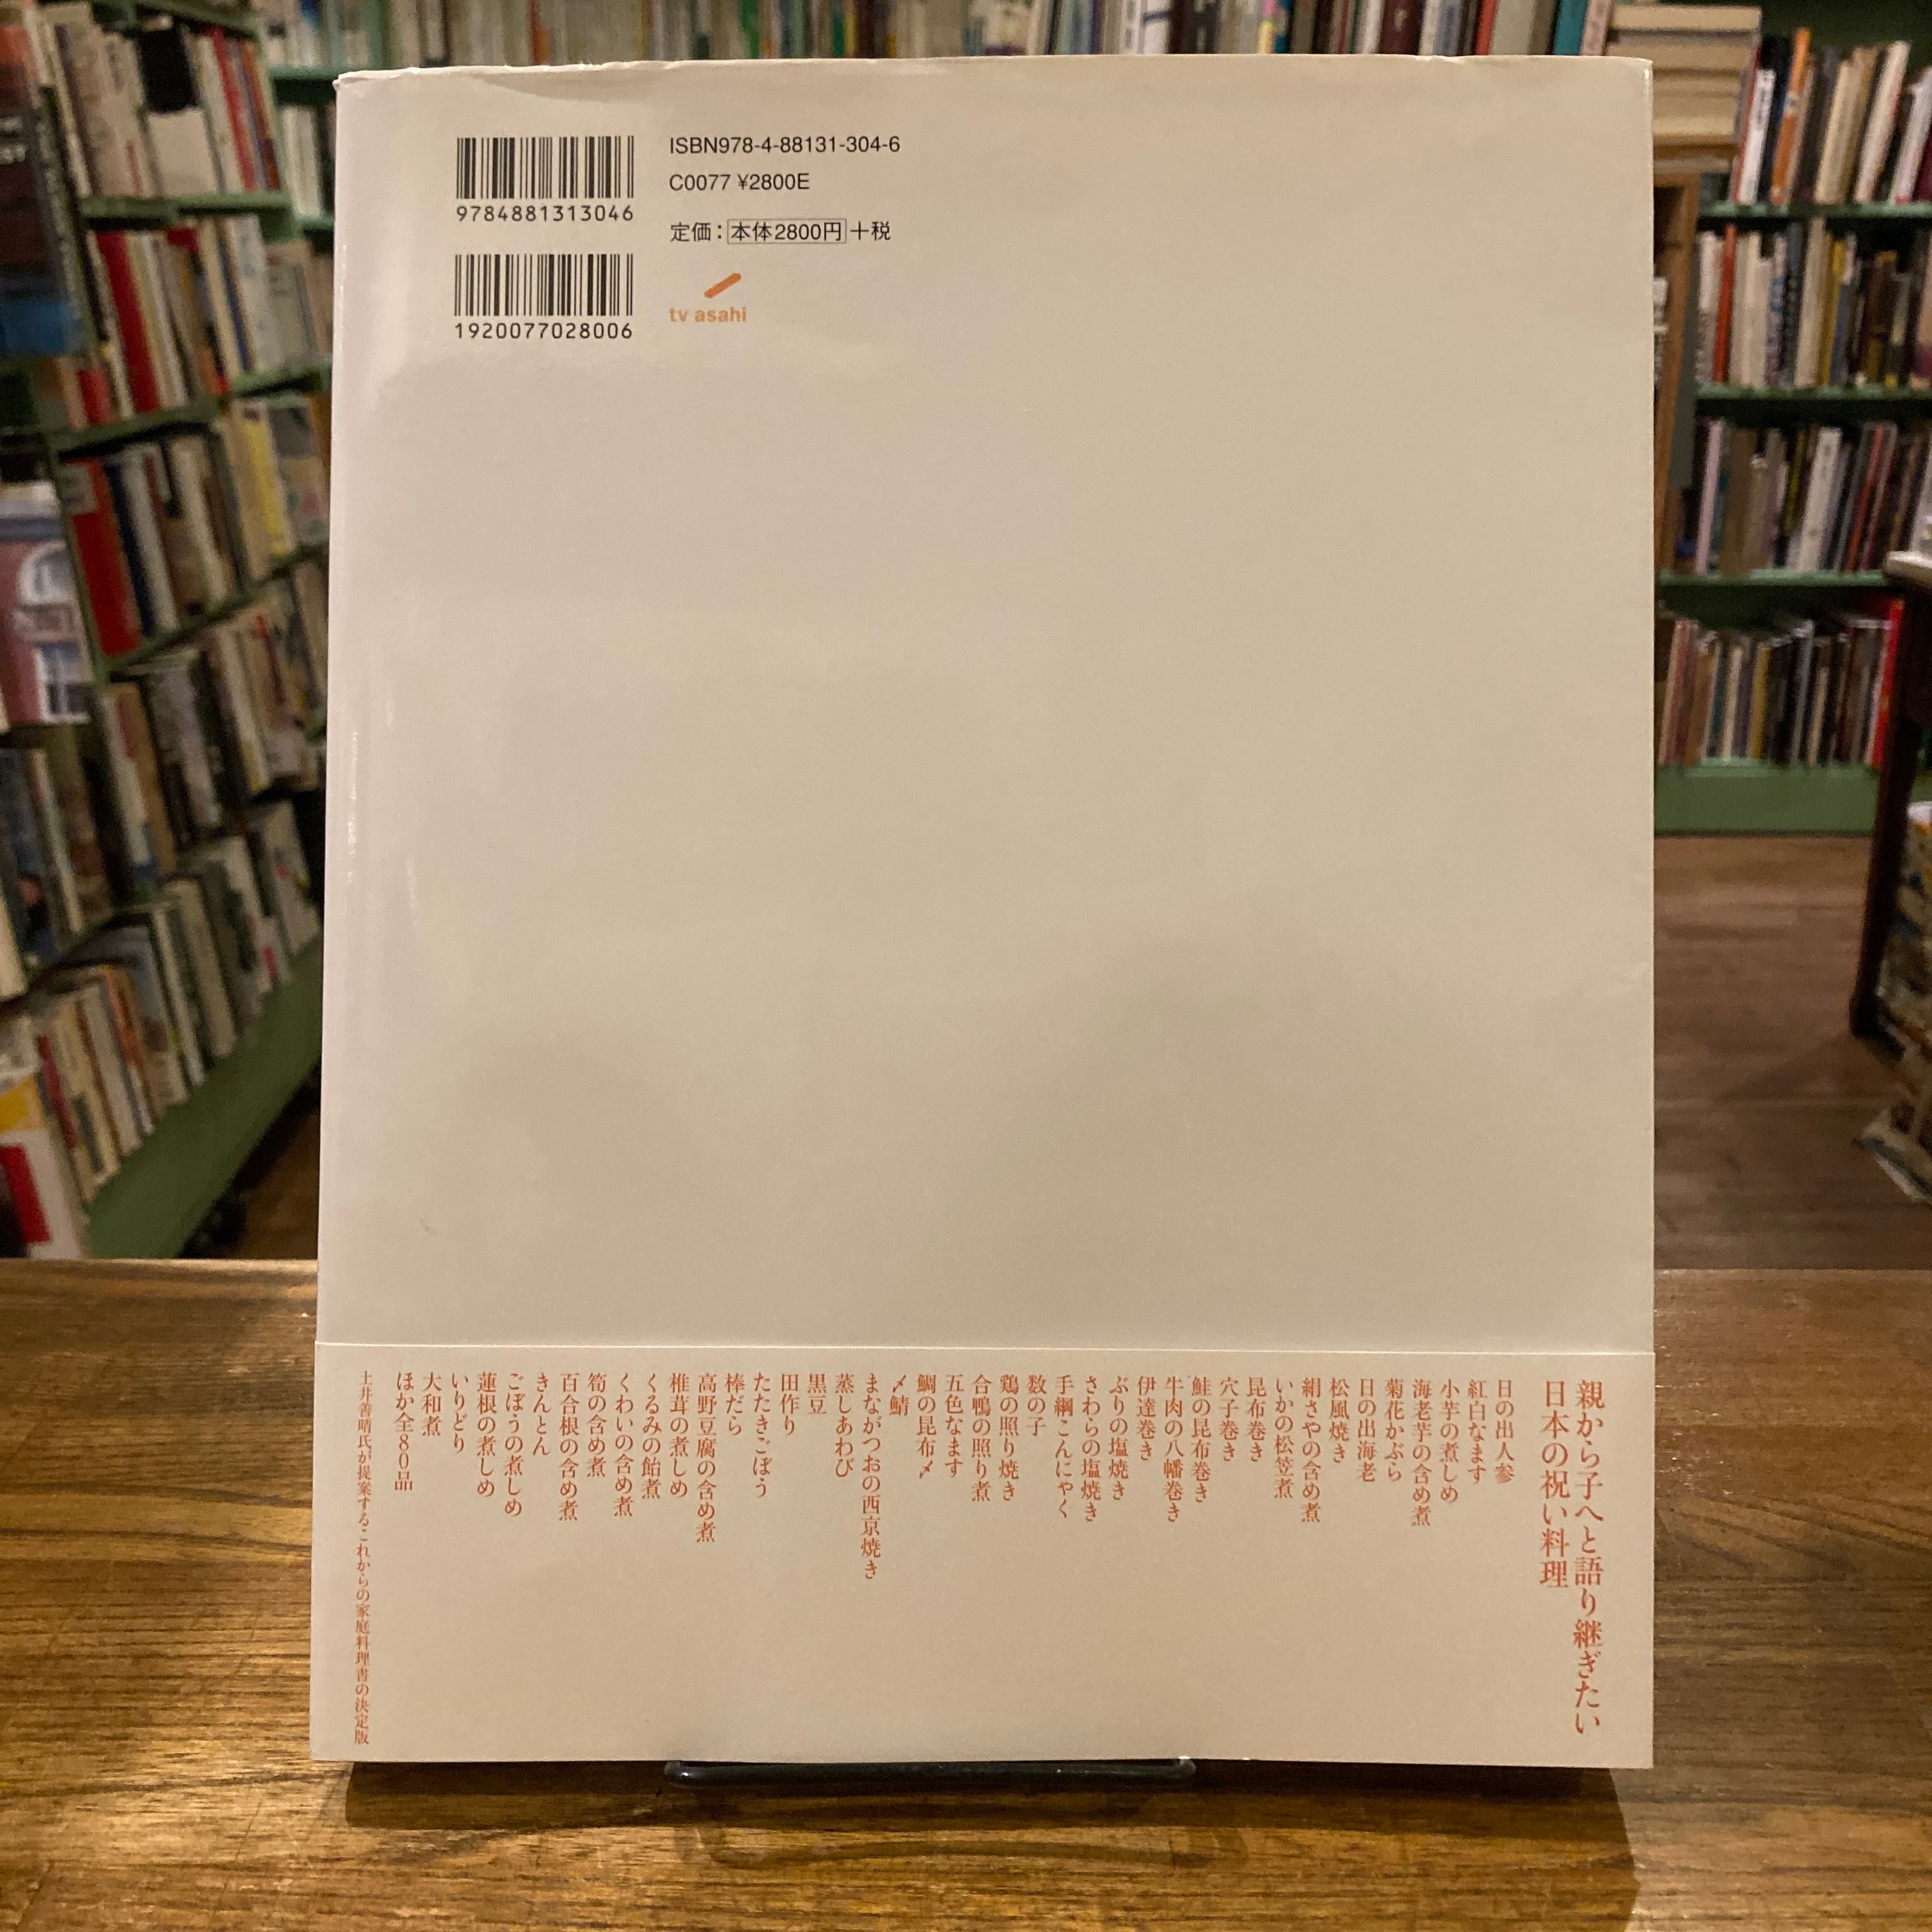 ISBN978-4-88131-304-6
C0077 ¥2800E
9784881313046
定価：本体2800円＋税
1920077028006
tv asahi
親から子へと語り継ぎたい
日本の祝い料理
日の出人参
紅白なます
小芋の煮しめ
海老芋の含め煮
菊花かぶら
日の出海老
松風焼き
絹さやの含め煮
いかの松笠煮
昆布巻き
穴子巻き
鮭の昆布巻き
牛肉の八幡巻き
伊達巻き
ぶりの塩焼き
さわらの塩焼き
手綱こんにゃく
数の子
鶏の照り焼き
合鴨の照り煮
五色なます
鯛の昆布〆
〆鯖
まながつおの西京焼き
蒸しあわび
黒豆
田作り
たたきごぼう
棒だら
高野豆腐の含め煮
椎茸の煮しめ
くるみの飴煮
くわいの含め煮
筍の含め煮
百合根の含め煮
きんとん
ごぼうの煮しめ
蓮根の煮しめ
いりどり
大和煮
ほか全80品
土井善晴氏が提案するこれからの家庭料理書の決定版